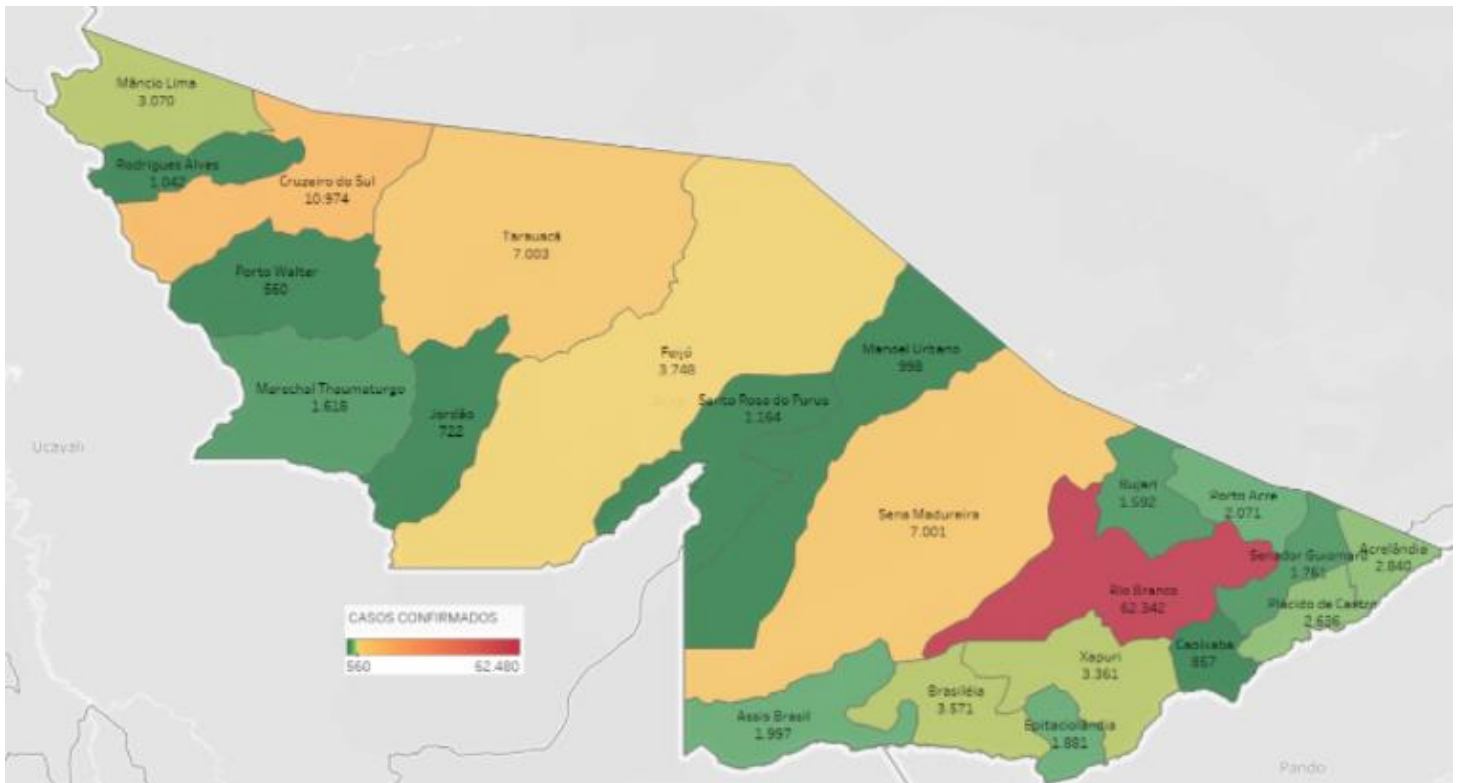 Mâncio Lima
3.070
Rodrigues Alves
1.042
Cruzeiro do Sul
10.974
Tarauacá
7.003
Porto Walter
560
Feijó
3.748
Manoel Urbano
998
Marechal Thaumaturgo
1.618
Jordão
722
Santa Rosa do Purus
1.164
Ucayali
Sena Madureira
7.001
Bujari
1.592
Porto Acre
2.071
Senador Guiomard
1.761
Acrelândia
2.840
Rio Branco
62.342
Plácido de Castro
2.636
CASOS CONFIRMADOS
560
62.480
Capixaba
867
Xapuri
3.361
Brasiléia
3.571
Assis Brasil
1.997
Epitaciolândia
1.881
Pando